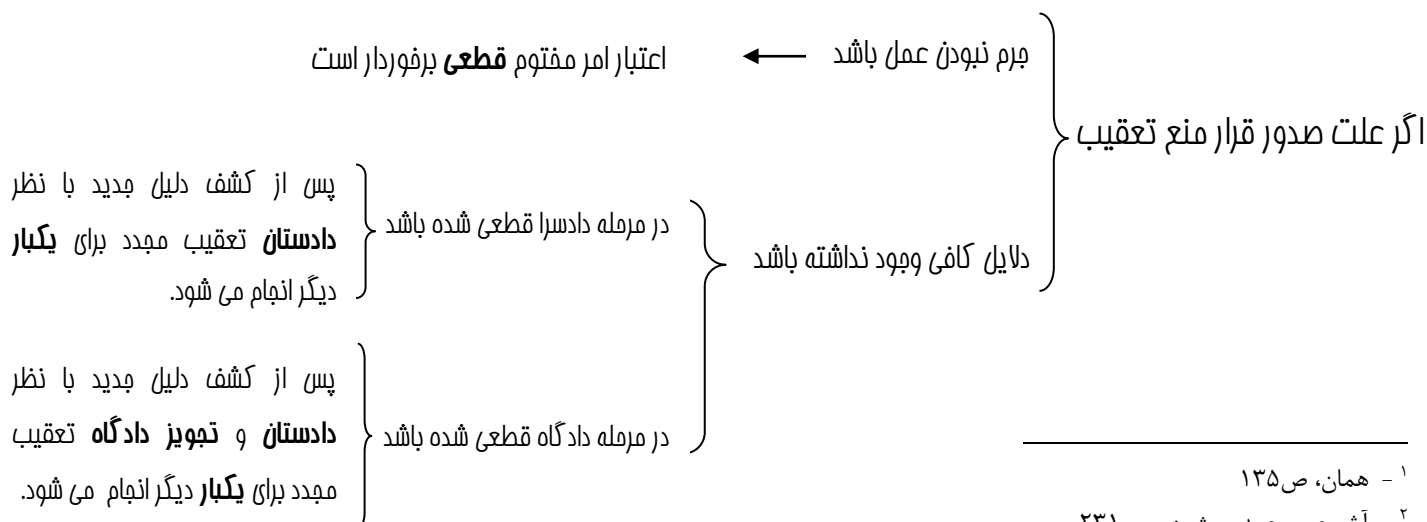 اگر علت صدور قرار منع تعقیب
جرم نبودن عمل باشد
اعتبار امر مختوم قطعی برخوردار است
دلایل کافی وجود نداشته باشد
در مرحله دادسرا قطعی شده باشد
پس از کشف دلیل جدید با نظر
دادستان تعقیب مجدد برای یکبار
دیگر انجام می شود.
در مرحله دادگاه قطعی شده باشد
پس از کشف دلیل جدید با نظر
دادستان و تجویز دادگاه تعقیب
مجدد برای یکبار دیگر انجام می شود.
۱ - همان، ص۱۳۵